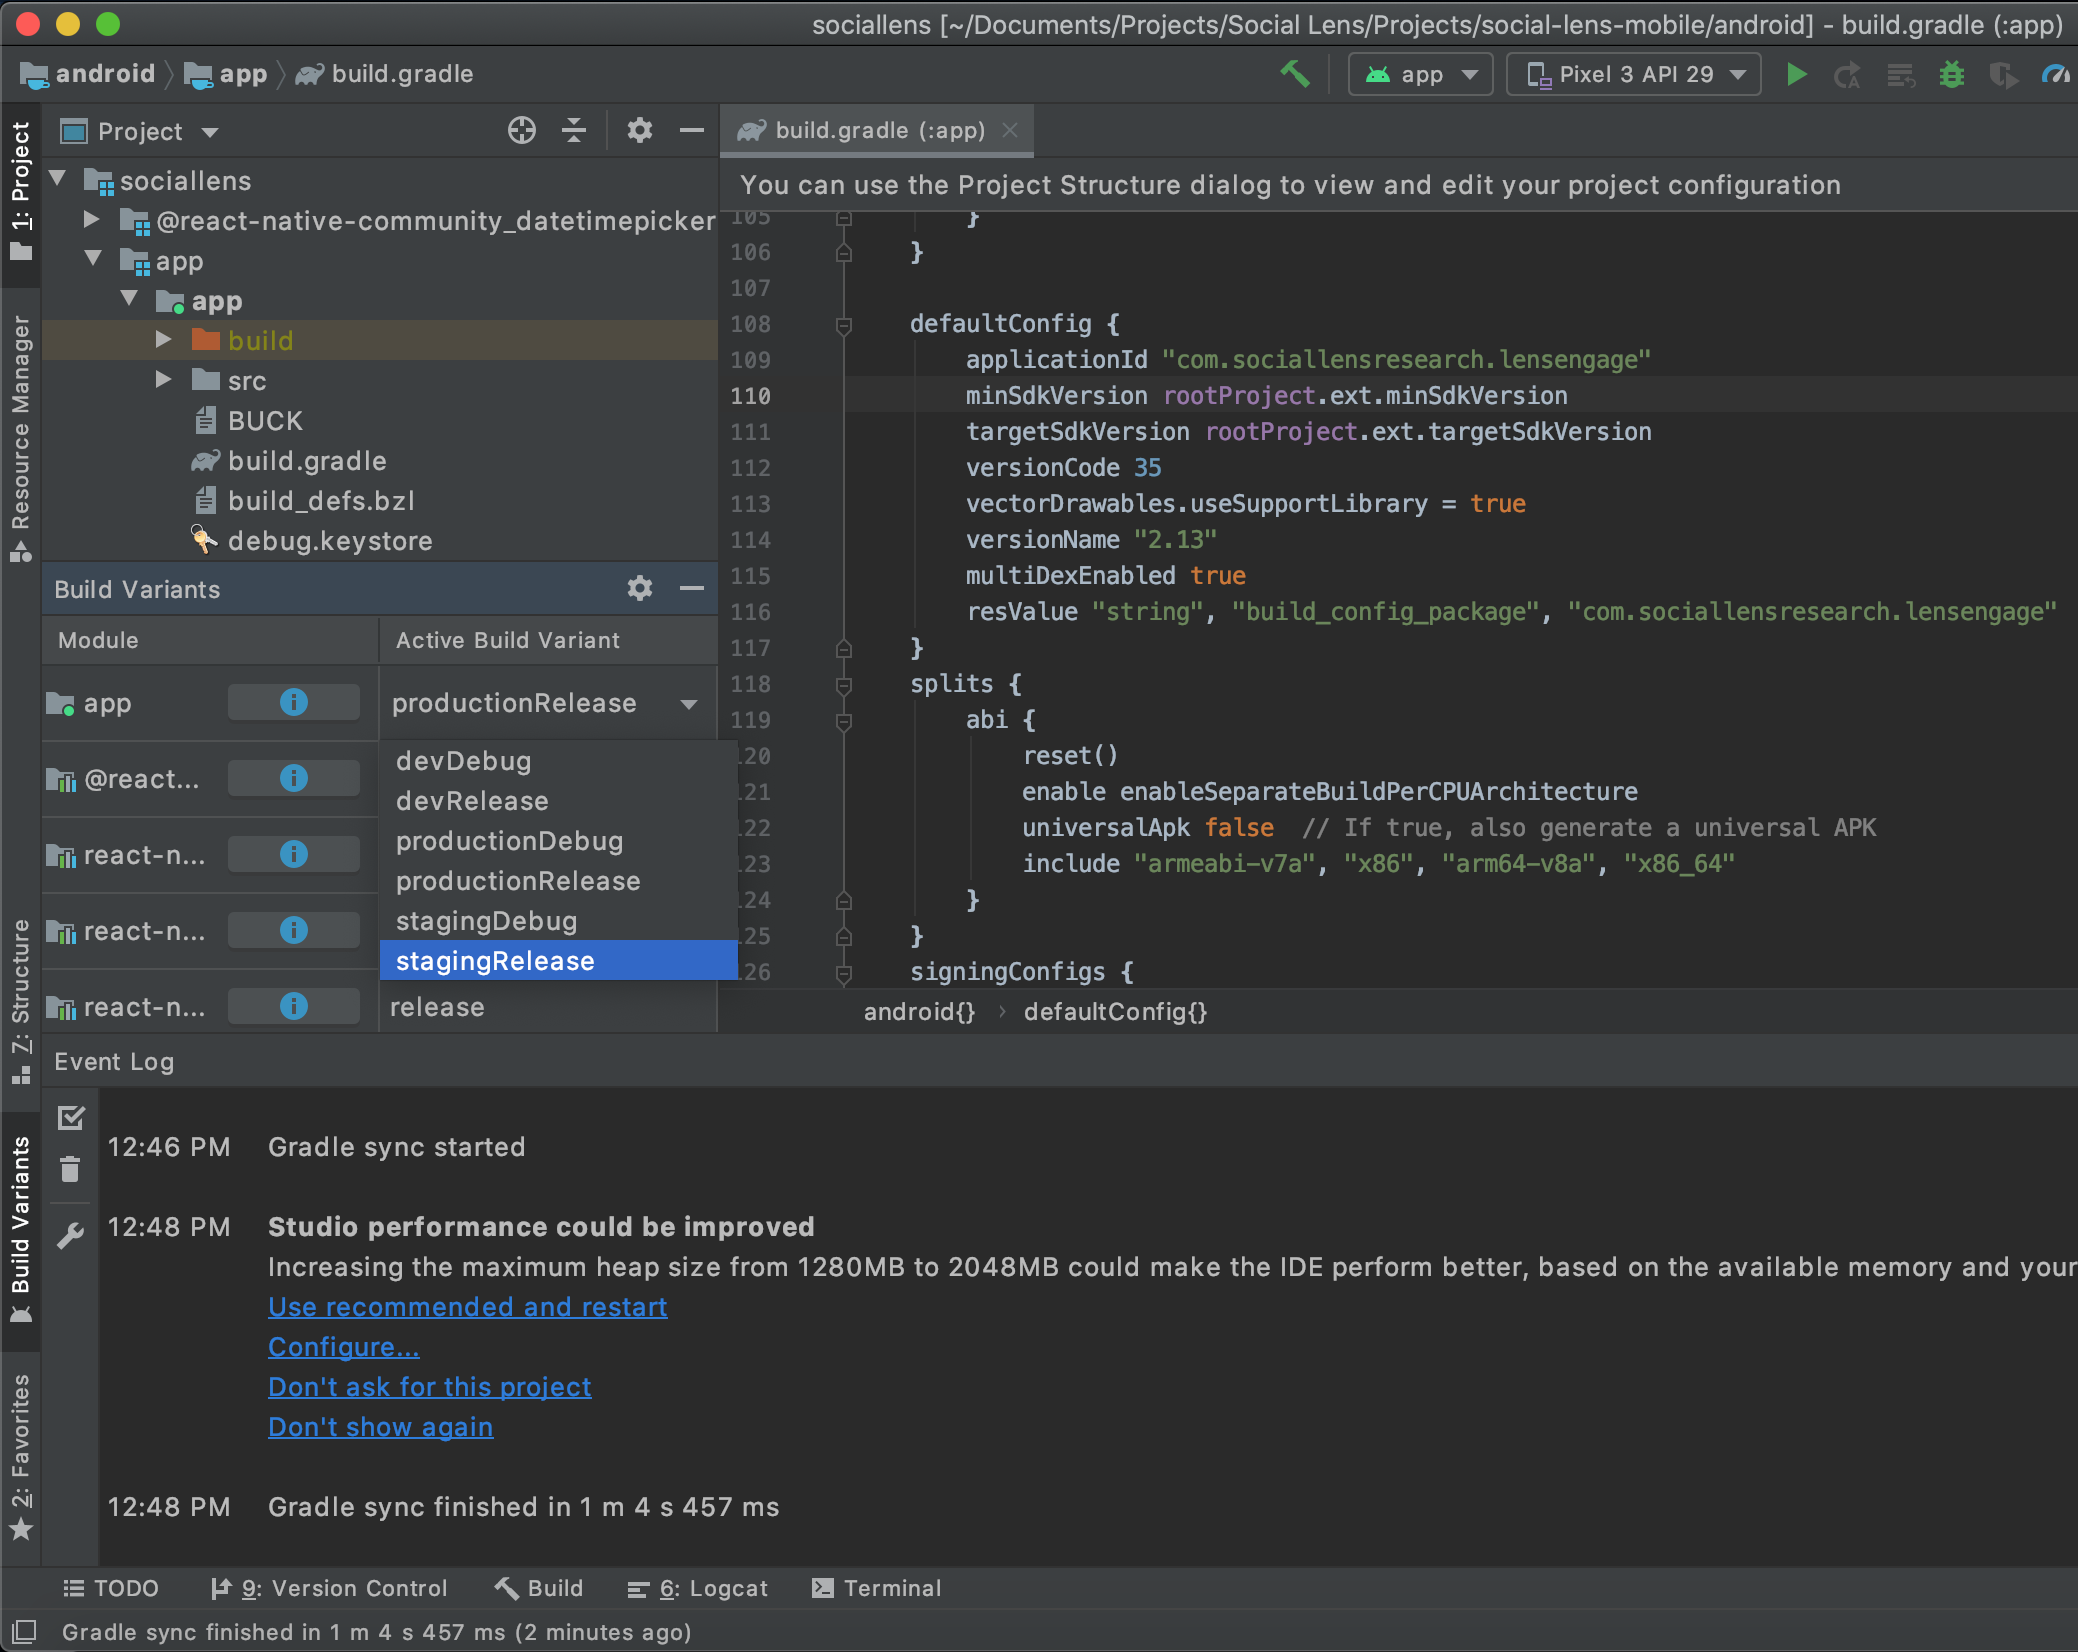 sociallens [~/Documents/Projects/Social Lens/Projects/social-lens-mobile/android] - build.gradle (:app)
android app build.gradle
app Pixel 3 API 29
1: Project
Resource Manager
7: Structure
Build Variants
2: Favorites
Project
sociallens
@react-native-community_datetimepicker
app
app
build
src
BUCK
build.gradle
build_defs.bzl
debug.keystore
Build Variants
Module Active Build Variant
app productionRelease
@react...
react-n...
react-n...
react-n... release
devDebug
devRelease
productionDebug
productionRelease
stagingDebug
stagingRelease
build.gradle (:app)
You can use the Project Structure dialog to view and edit your project configuration
105 }
106 }
107
108 defaultConfig {
109 applicationId "com.sociallensresearch.lensengage"
110 minSdkVersion rootProject.ext.minSdkVersion
111 targetSdkVersion rootProject.ext.targetSdkVersion
112 versionCode 35
113 vectorDrawables.useSupportLibrary = true
114 versionName "2.13"
115 multiDexEnabled true
116 resValue "string", "build_config_package", "com.sociallensresearch.lensengage"
117 }
118 splits {
119 abi {
120 reset()
121 enable enableSeparateBuildPerCPUArchitecture
122 universalApk false // If true, also generate a universal APK
123 include "armeabi-v7a", "x86", "arm64-v8a", "x86_64"
124 }
125 }
126 signingConfigs {
android{} › defaultConfig{}
Event Log
12:46 PM Gradle sync started
12:48 PM Studio performance could be improved
Increasing the maximum heap size from 1280MB to 2048MB could make the IDE perform better, based on the available memory and your
Use recommended and restart
Configure...
Don't ask for this project
Don't show again
12:48 PM Gradle sync finished in 1 m 4 s 457 ms
TODO 9: Version Control Build 6: Logcat Terminal
Gradle sync finished in 1 m 4 s 457 ms (2 minutes ago)